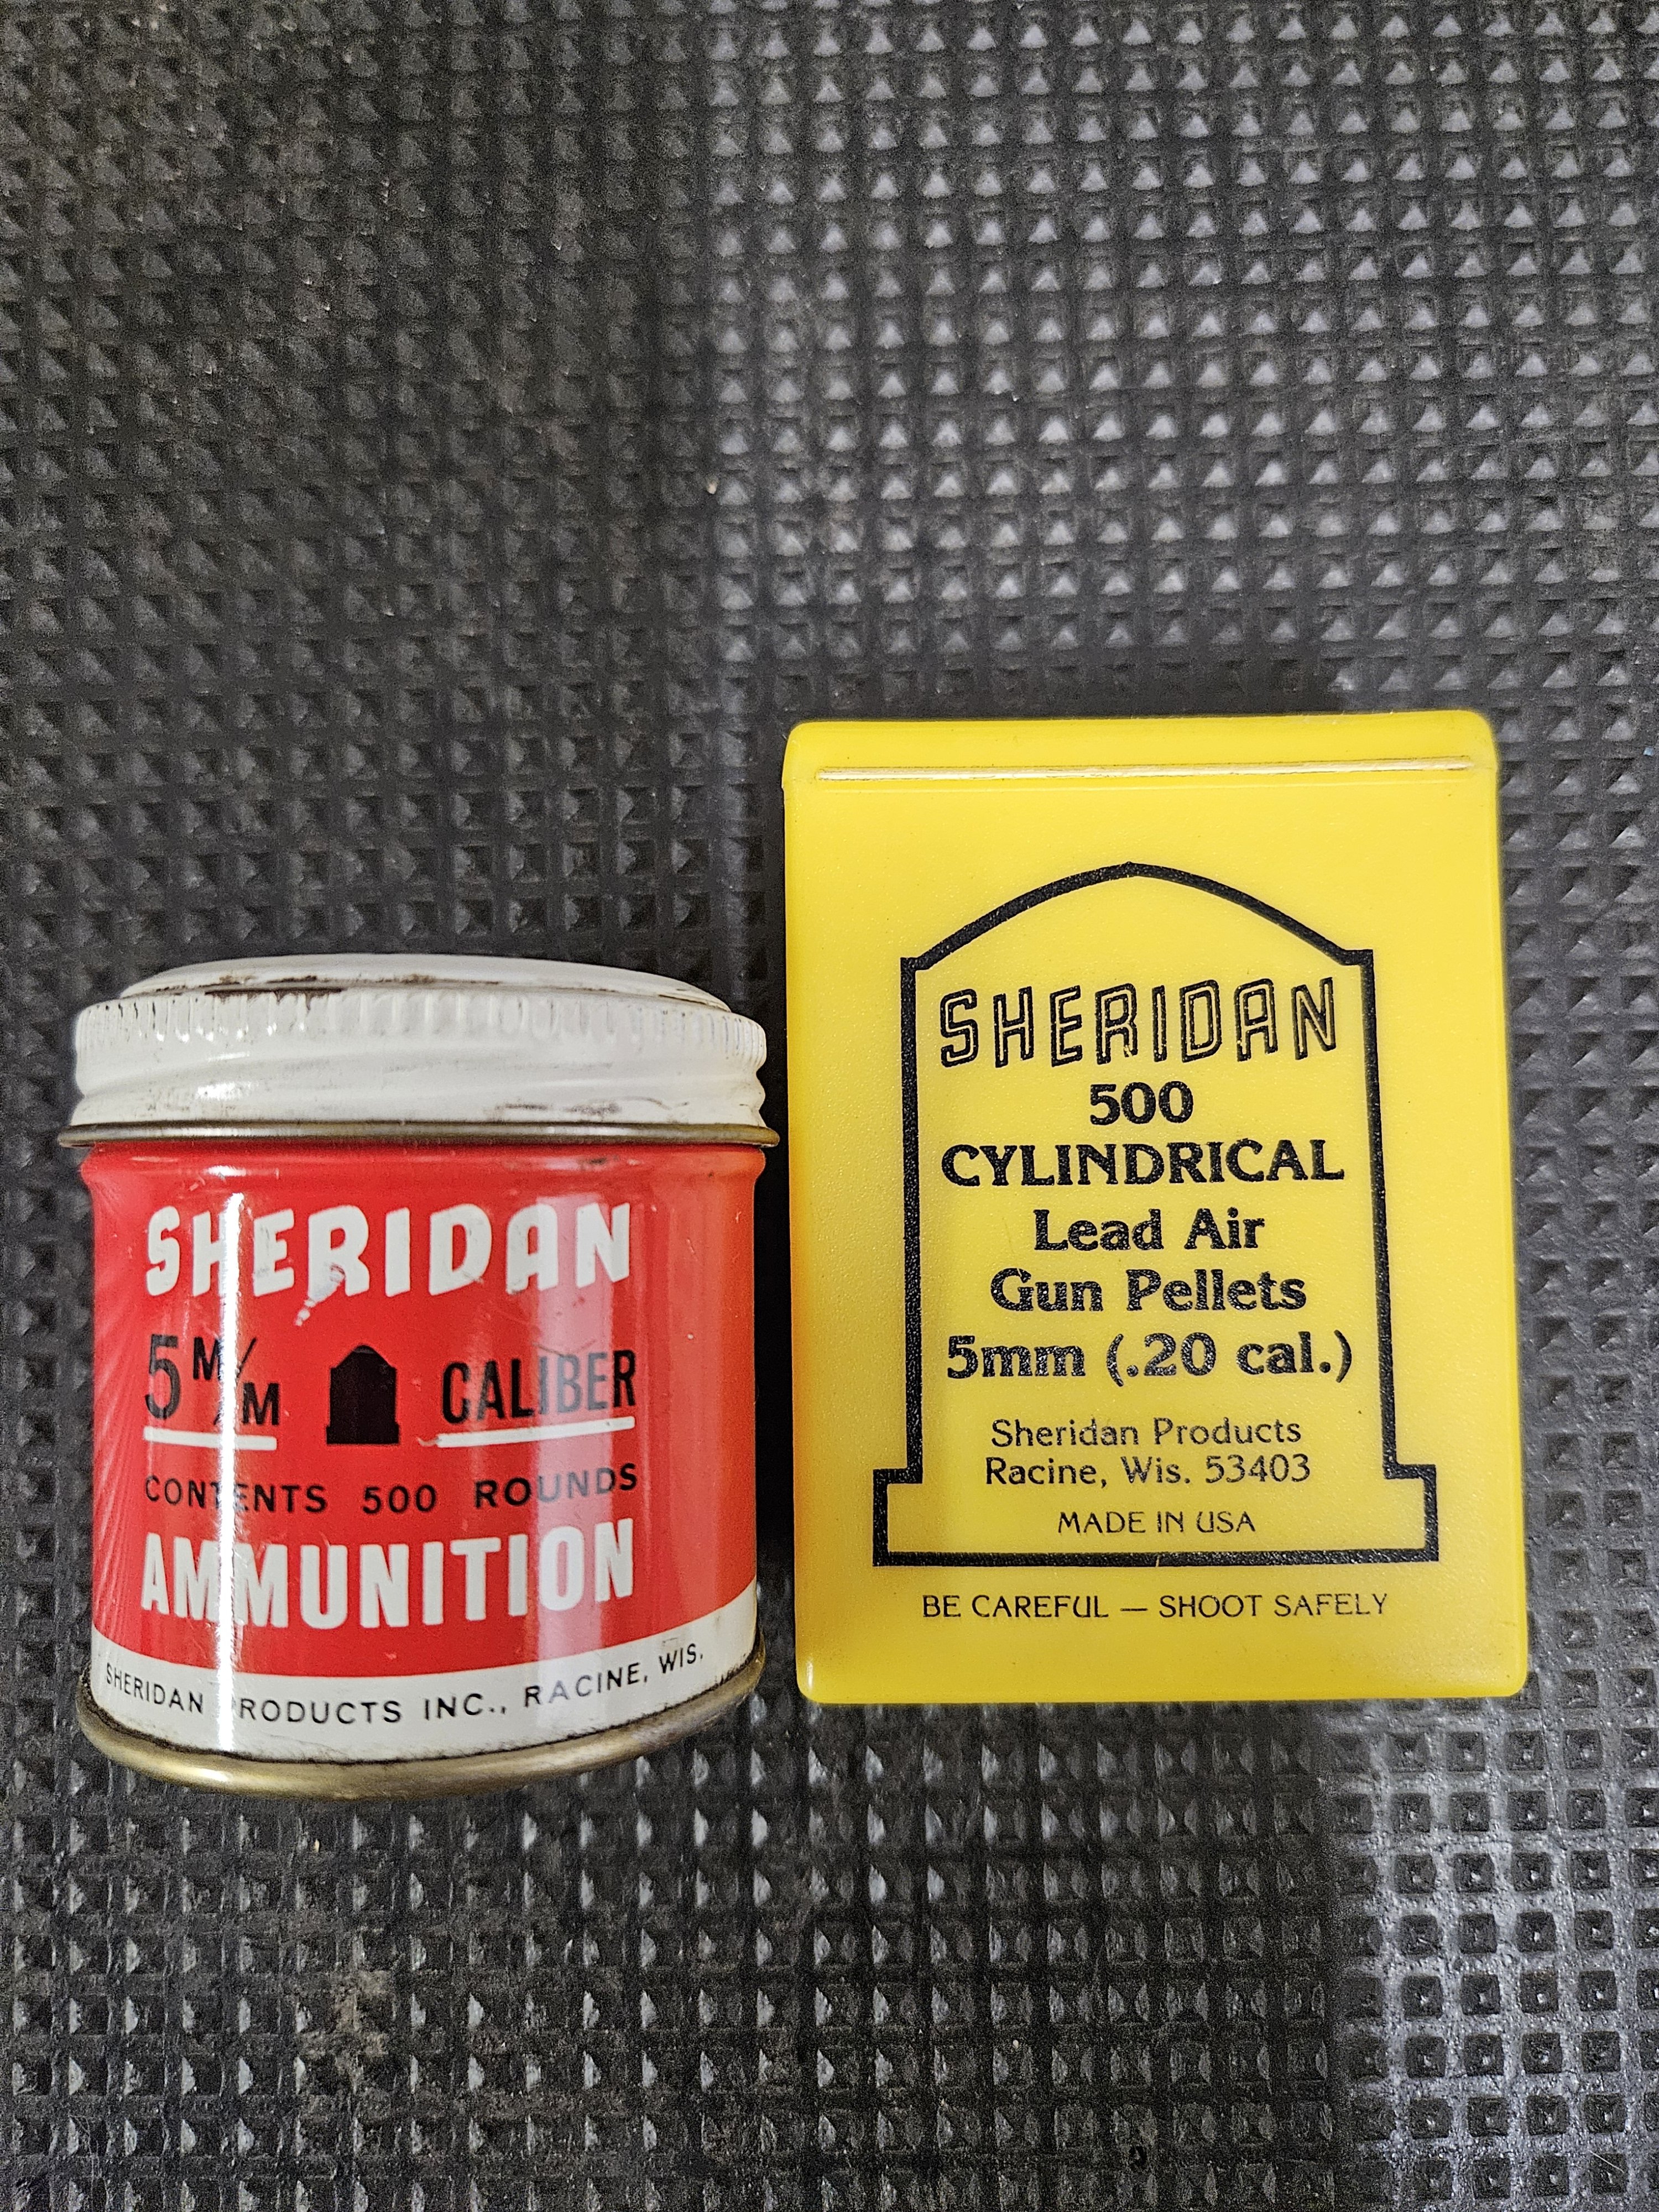 SHERIDAN
5 M/M CALIBER
CONTENTS 500 ROUNDS
AMMUNITION
SHERIDAN PRODUCTS INC., RACINE, WIS.
SHERIDAN
500
CYLINDRICAL
Lead Air
Gun Pellets
5mm (.20 cal.)
Sheridan Products
Racine, Wis. 53403
MADE IN USA
BE CAREFUL — SHOOT SAFELY